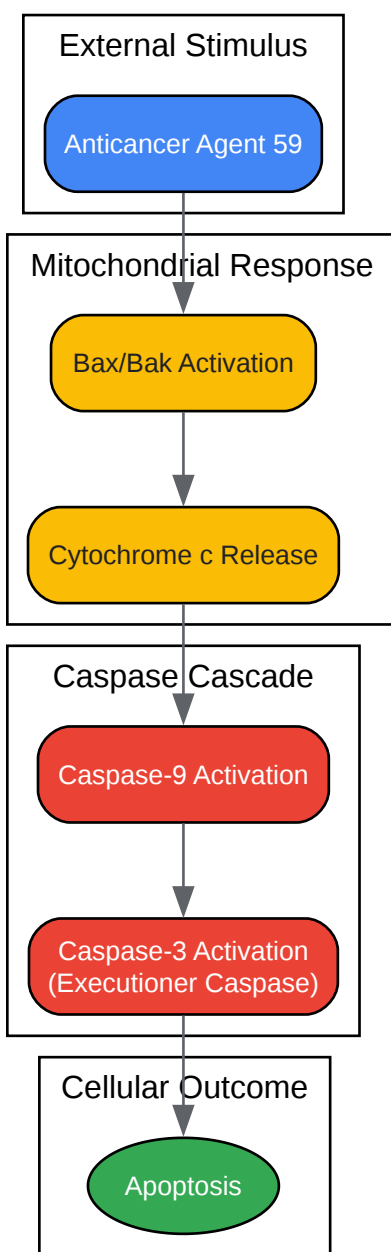 External Stimulus
Anticancer Agent 59
Mitochondrial Response
Bax/Bak Activation
Cytochrome c Release
Caspase Cascade
Caspase-9 Activation
Caspase-3 Activation
(Executioner Caspase)
Cellular Outcome
Apoptosis